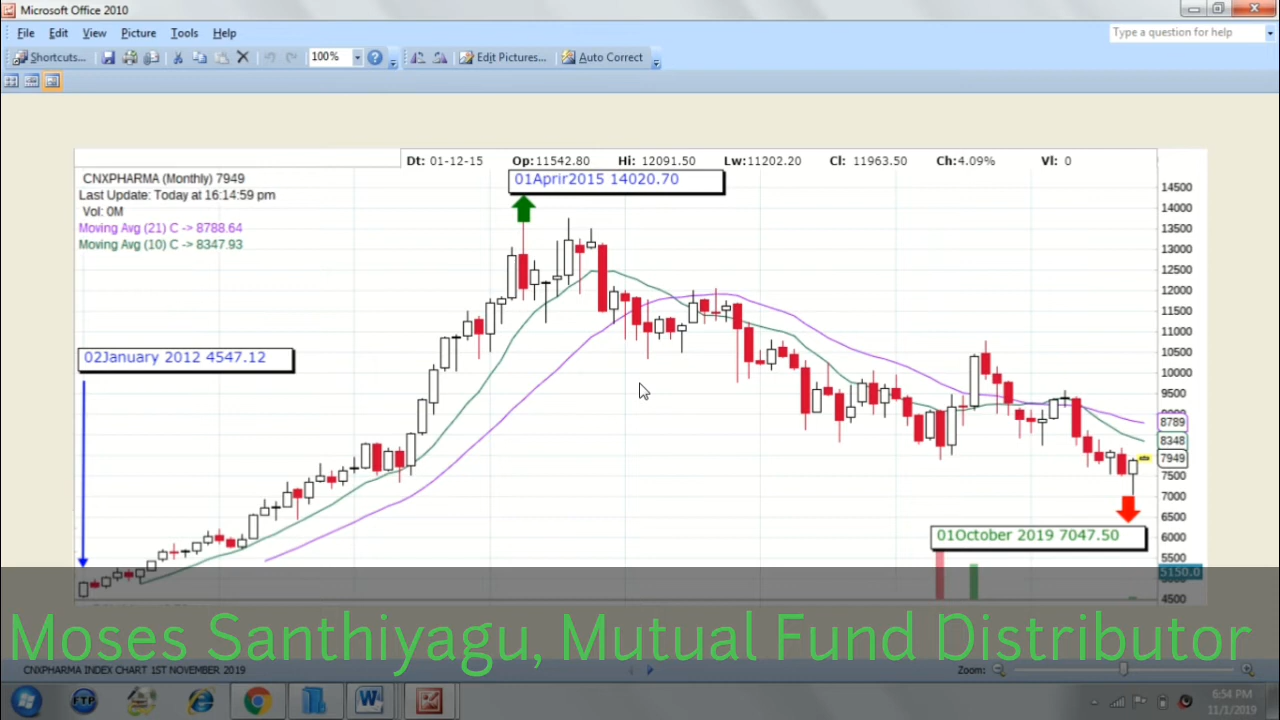 Microsoft Office 2010
File Edit View Picture Tools Help
Type a question for help
Shortcuts... 100% Edit Pictures... Auto Correct
Dt: 01-12-15 Op:11542.80 Hi: 12091.50 Lw:11202.20 Cl: 11963.50 Ch:4.09% Vl: 0
CNXPHARMA (Monthly) 7949
Last Update: Today at 16:14:59 pm
Vol: 0M
Moving Avg (21) C -> 8788.64
Moving Avg (10) C -> 8347.93
01Aprir2015 14020.70
02January 2012 4547.12
01October 2019 7047.50
14500
14000
13500
13000
12500
12000
11500
11000
10500
10000
9500
8789
8348
7949
7500
7000
6500
6000
5500
5150.0
4500
Moses Santhiyagu, Mutual Fund Distributor
CNXPHARMA INDEX CHART 1ST NOVEMBER 2019
Zoom:
FTP
W
6:54 PM
11/1/2019